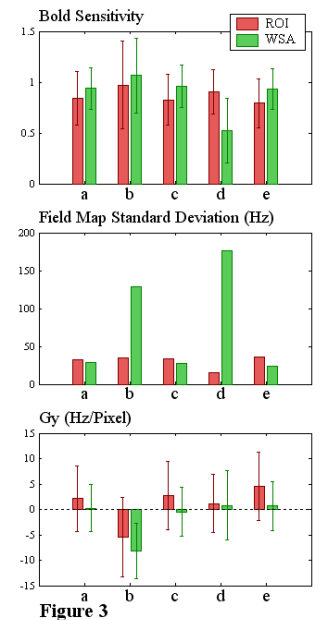 Bold Sensitivity
1.5
1
0.5
0
ROI
WSA
a b c d e
Field Map Standard Deviation (Hz)
200
150
100
50
0
a b c d e
Gy (Hz/Pixel)
15
10
5
0
-5
-10
-15
a b c d e
Figure 3